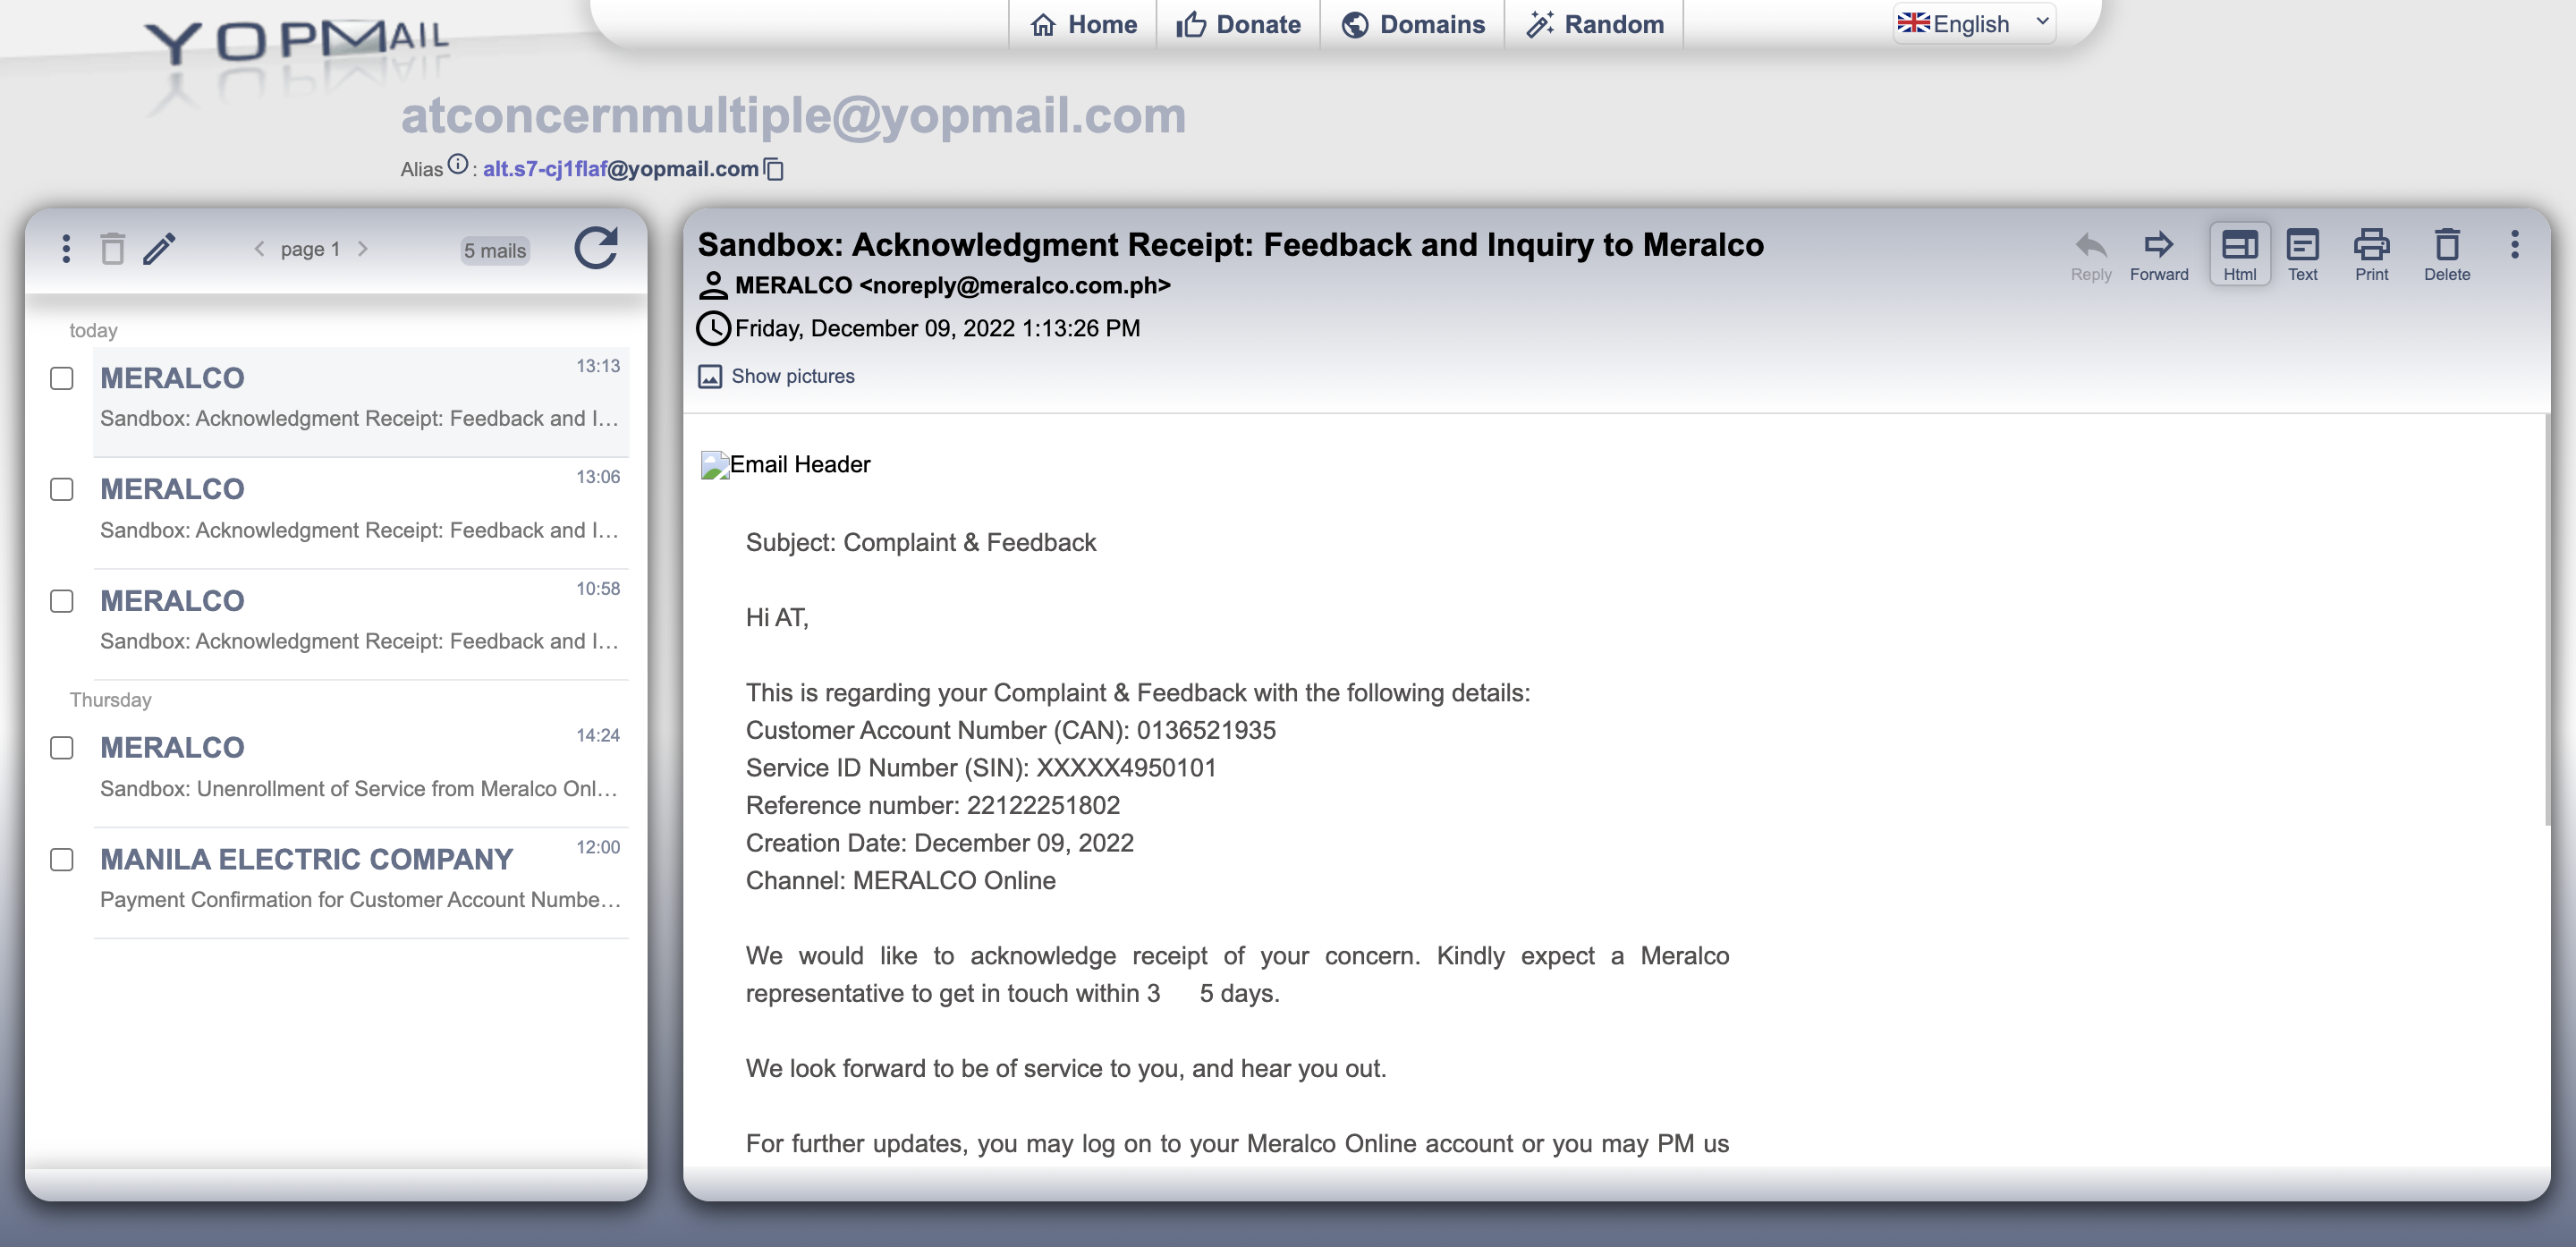 YOPMAIL
Home
Donate
Domains
Random
English
atconcernmultiple@yopmail.com
Alias : alt.s7-cj1flaf@yopmail.com
page 1
5 mails
today
MERALCO 13:13
Sandbox: Acknowledgment Receipt: Feedback and I...
MERALCO 13:06
Sandbox: Acknowledgment Receipt: Feedback and I...
MERALCO 10:58
Sandbox: Acknowledgment Receipt: Feedback and I...
Thursday
MERALCO 14:24
Sandbox: Unenrollment of Service from Meralco Onl...
MANILA ELECTRIC COMPANY 12:00
Payment Confirmation for Customer Account Numbe...
Sandbox: Acknowledgment Receipt: Feedback and Inquiry to Meralco
MERALCO <noreply@meralco.com.ph>
Friday, December 09, 2022 1:13:26 PM
Show pictures
Reply
Forward
Html
Text
Print
Delete
Email Header
Subject: Complaint & Feedback
Hi AT,
This is regarding your Complaint & Feedback with the following details:
Customer Account Number (CAN): 0136521935
Service ID Number (SIN): XXXXX4950101
Reference number: 22122251802
Creation Date: December 09, 2022
Channel: MERALCO Online
We would like to acknowledge receipt of your concern. Kindly expect a Meralco
representative to get in touch within 3 5 days.
We look forward to be of service to you, and hear you out.
For further updates, you may log on to your Meralco Online account or you may PM us